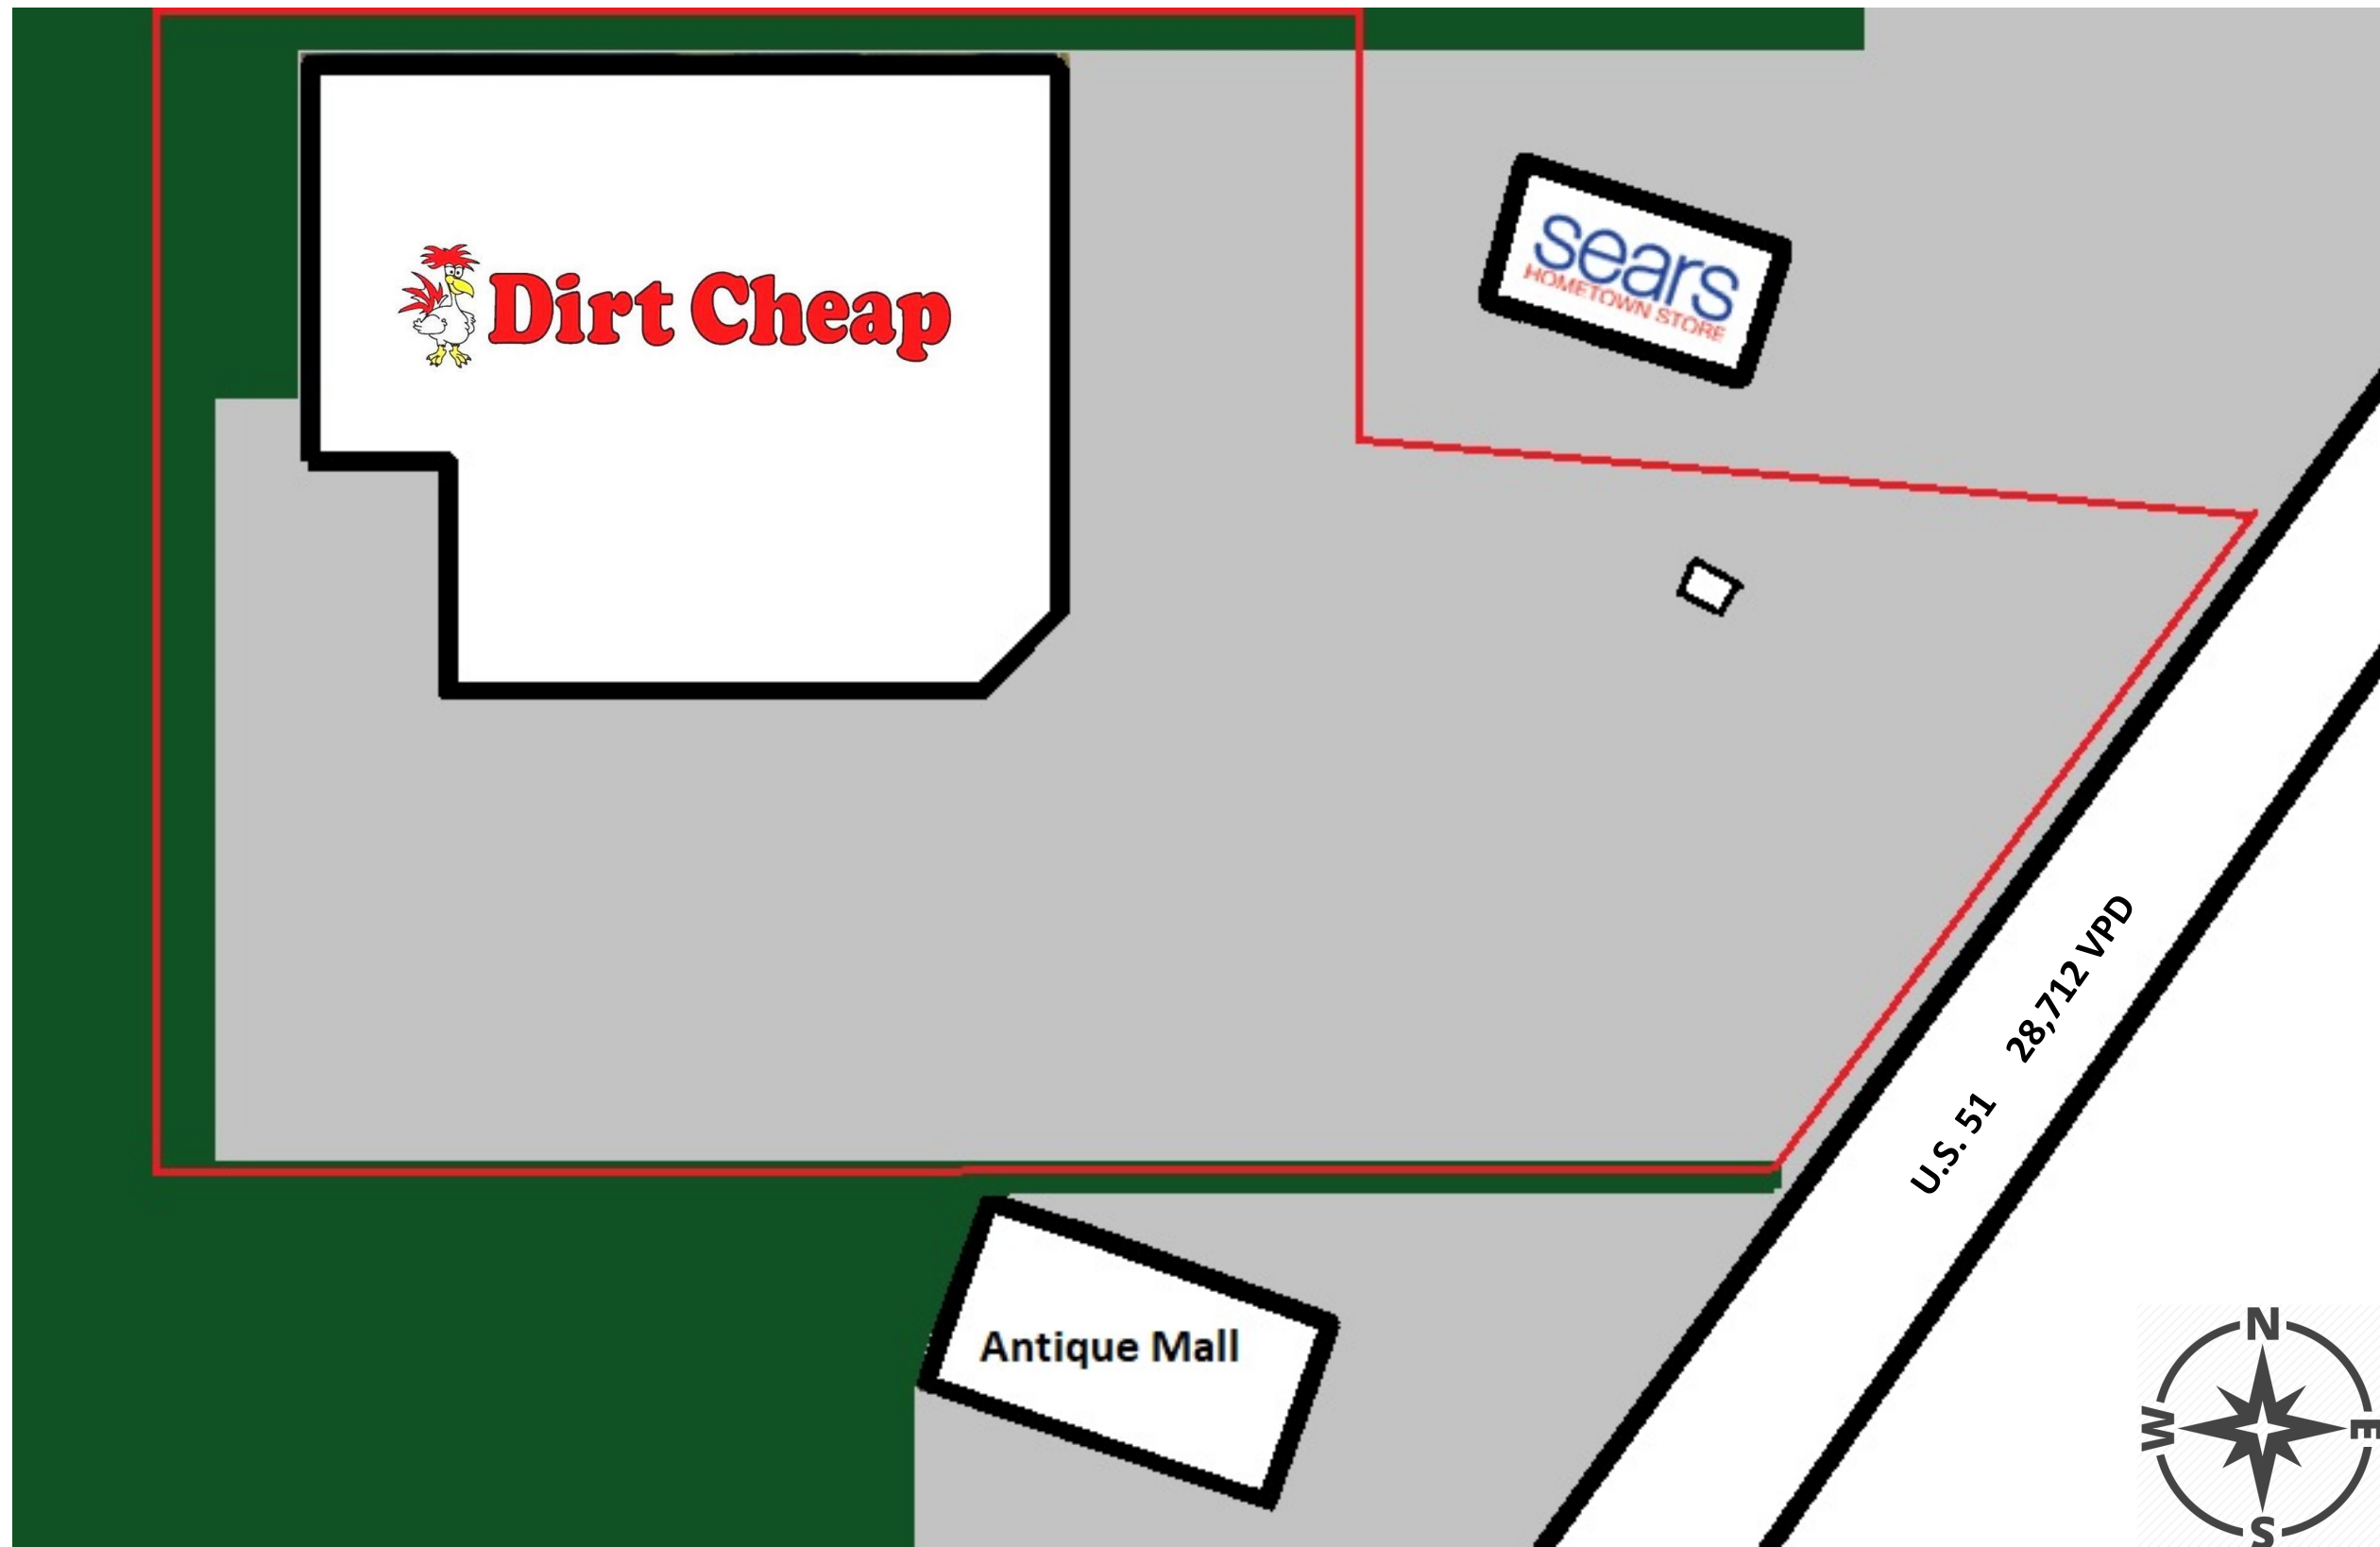 Dirt Cheap
sears
HOMETOWN STORE
U.S. 51 28,712 VPD
Antique Mall
N
W E
S